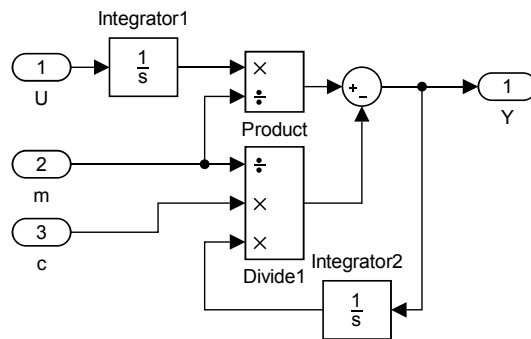 Integrator1
1
U
1
s
×
÷
Product
+
−
1
Y
2
m
÷
×
×
Divide1
3
c
Integrator2
1
s